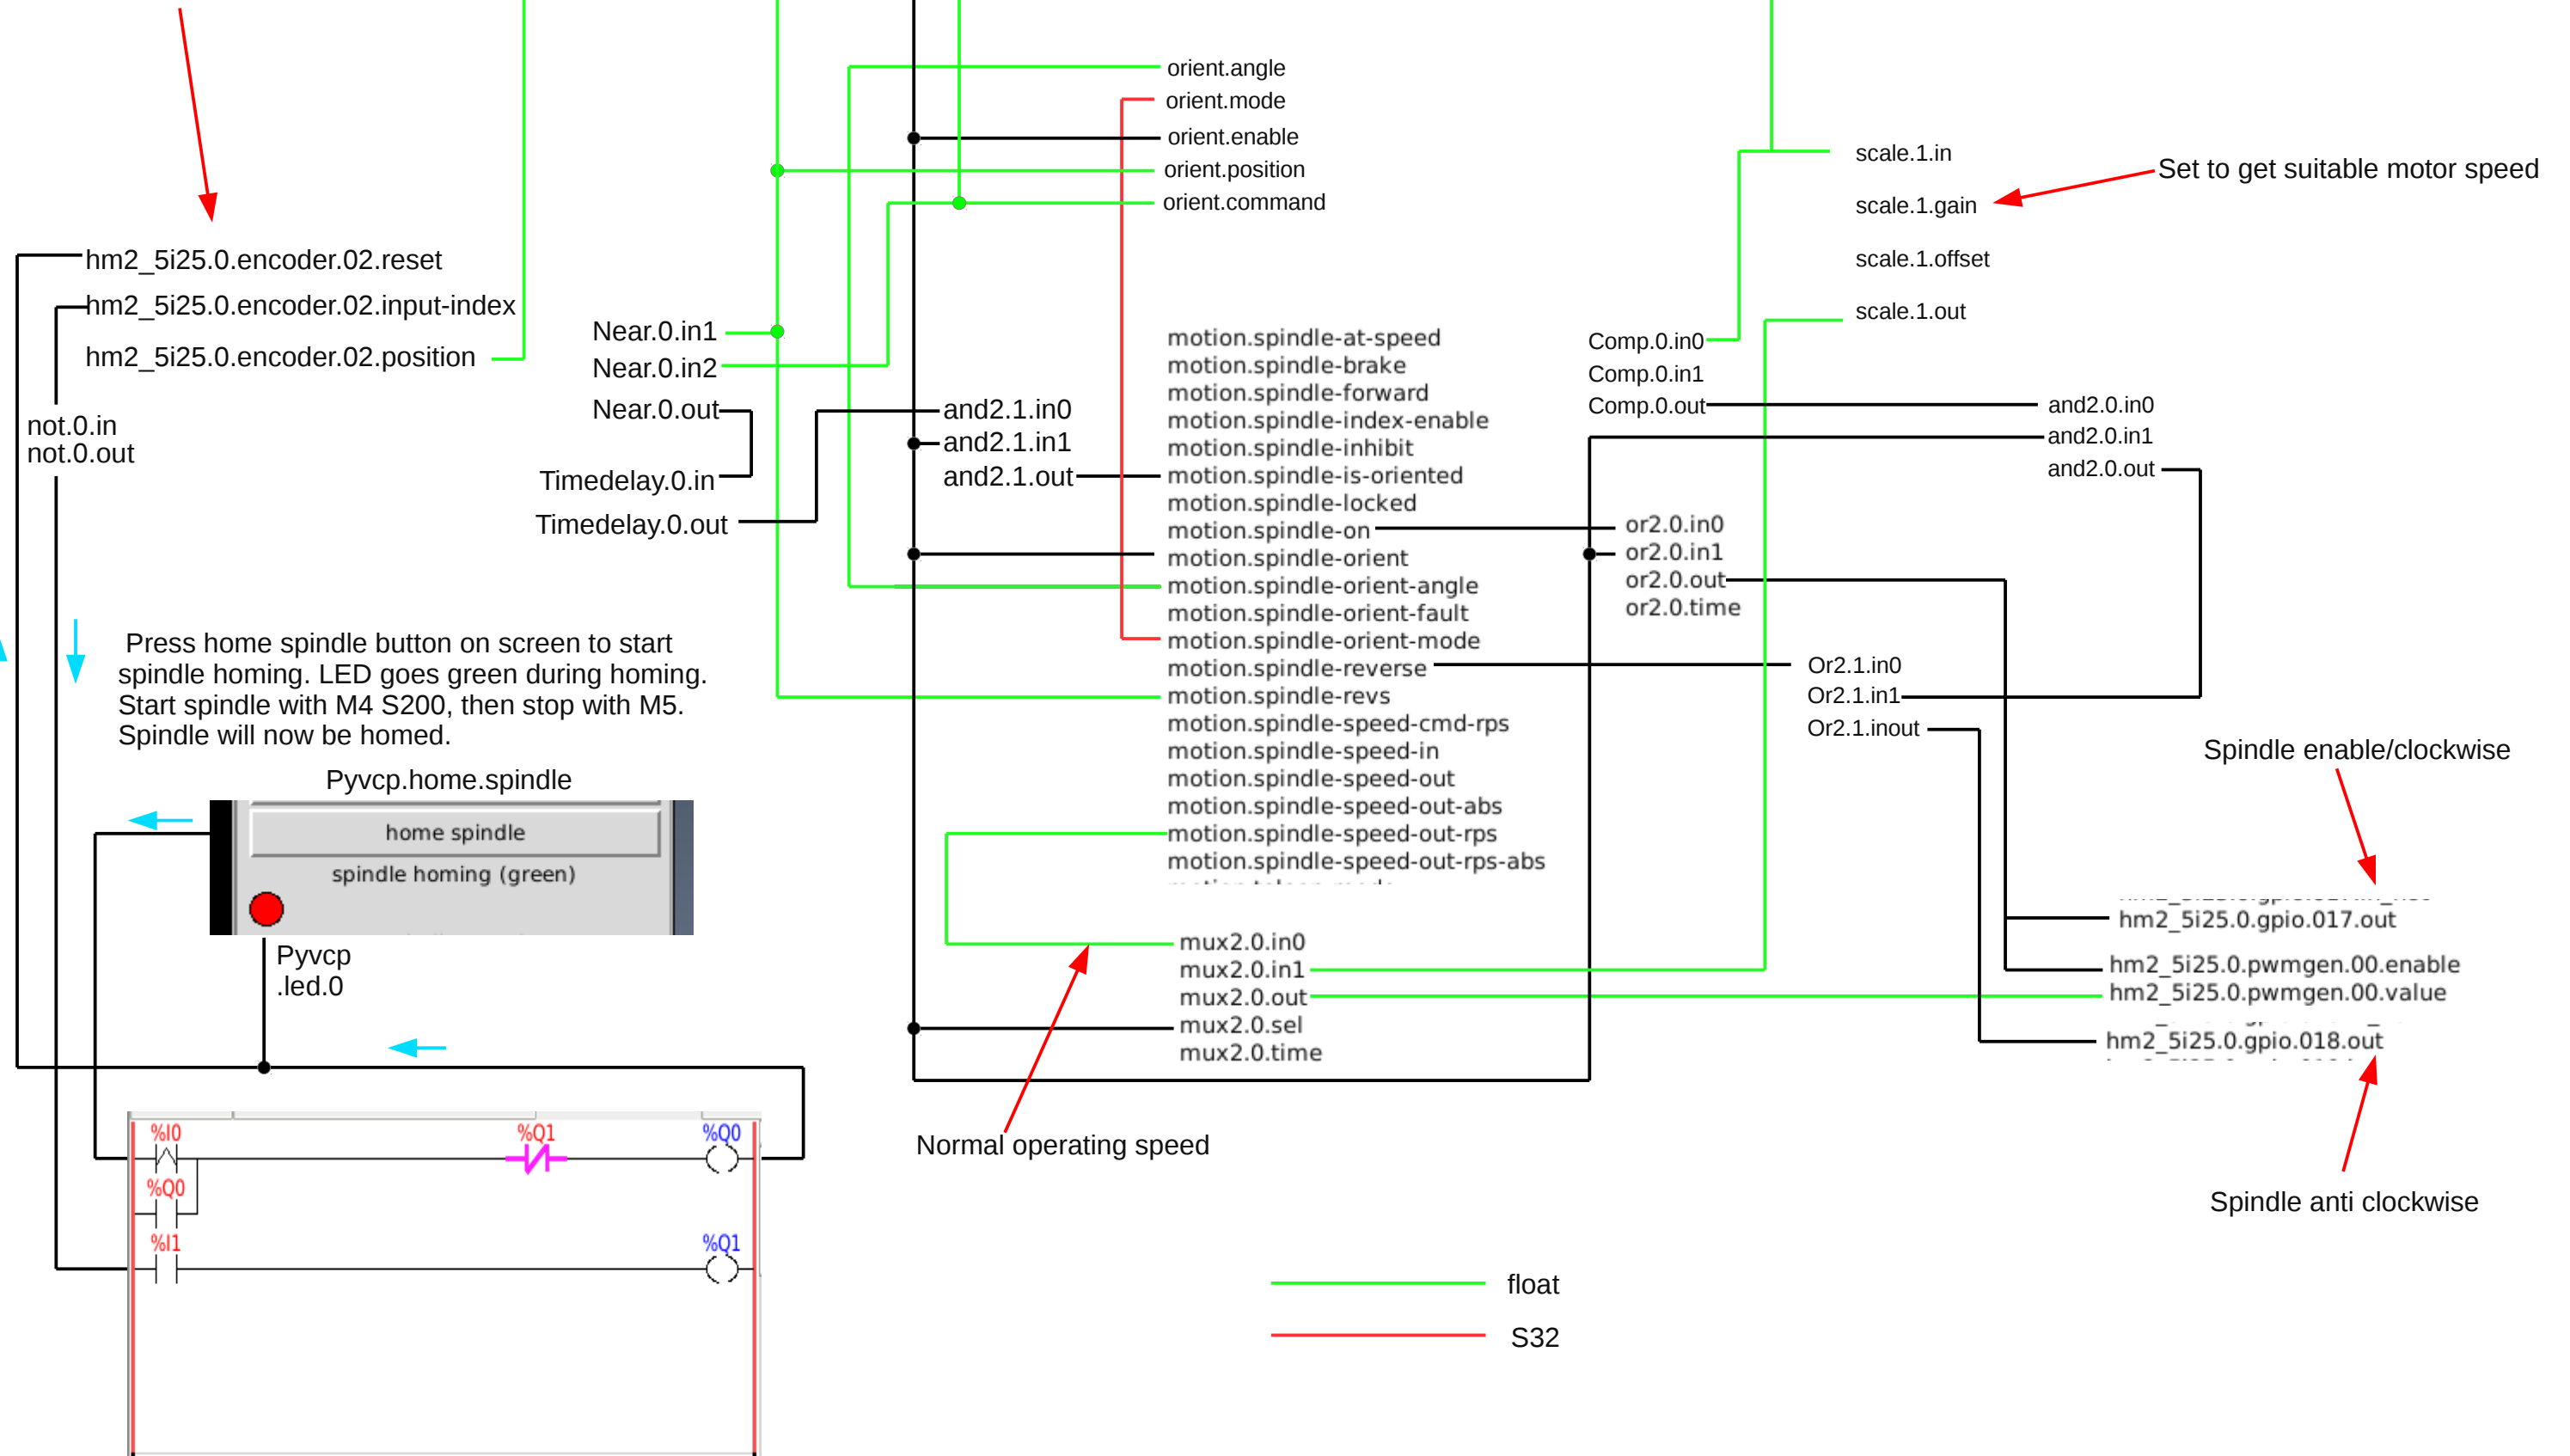 orient.angle
orient.mode
orient.enable
orient.position
orient.command
scale.1.in
scale.1.gain
scale.1.offset
scale.1.out
Set to get suitable motor speed
hm2_5i25.0.encoder.02.reset
hm2_5i25.0.encoder.02.input-index
hm2_5i25.0.encoder.02.position
not.0.in
not.0.out
Near.0.in1
Near.0.in2
Near.0.out
Timedelay.0.in
Timedelay.0.out
and2.1.in0
and2.1.in1
and2.1.out
motion.spindle-at-speed
motion.spindle-brake
motion.spindle-forward
motion.spindle-index-enable
motion.spindle-inhibit
motion.spindle-is-oriented
motion.spindle-locked
motion.spindle-on
motion.spindle-orient
motion.spindle-orient-angle
motion.spindle-orient-fault
motion.spindle-orient-mode
motion.spindle-reverse
motion.spindle-revs
motion.spindle-speed-cmd-rps
motion.spindle-speed-in
motion.spindle-speed-out
motion.spindle-speed-out-abs
motion.spindle-speed-out-rps
motion.spindle-speed-out-rps-abs
Comp.0.in0
Comp.0.in1
Comp.0.out
and2.0.in0
and2.0.in1
and2.0.out
or2.0.in0
or2.0.in1
or2.0.out
or2.0.time
Or2.1.in0
Or2.1.in1
Or2.1.inout
Press home spindle button on screen to start
spindle homing. LED goes green during homing.
Start spindle with M4 S200, then stop with M5.
Spindle will now be homed.
Pyvcp.home.spindle
home spindle
spindle homing (green)
Pyvcp
.led.0
mux2.0.in0
mux2.0.in1
mux2.0.out
mux2.0.sel
mux2.0.time
Normal operating speed
Spindle enable/clockwise
hm2_5i25.0.gpio.017.out
hm2_5i25.0.pwmgen.00.enable
hm2_5i25.0.pwmgen.00.value
hm2_5i25.0.gpio.018.out
Spindle anti clockwise
%I0
%Q1
%Q0
%Q0
%I1
%Q1
float
S32